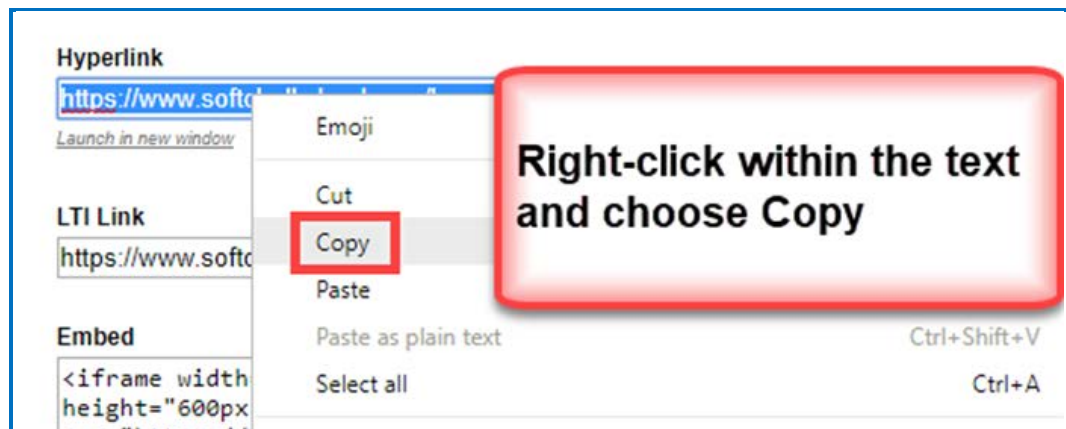 Hyperlink
https://www.softc
Launch in new window
LTI Link
https://www.softc
Embed
<iframe width
height="600px
Emoji
Cut
Copy
Paste
Paste as plain text Ctrl+Shift+V
Select all Ctrl+A
Right-click within the text
and choose Copy